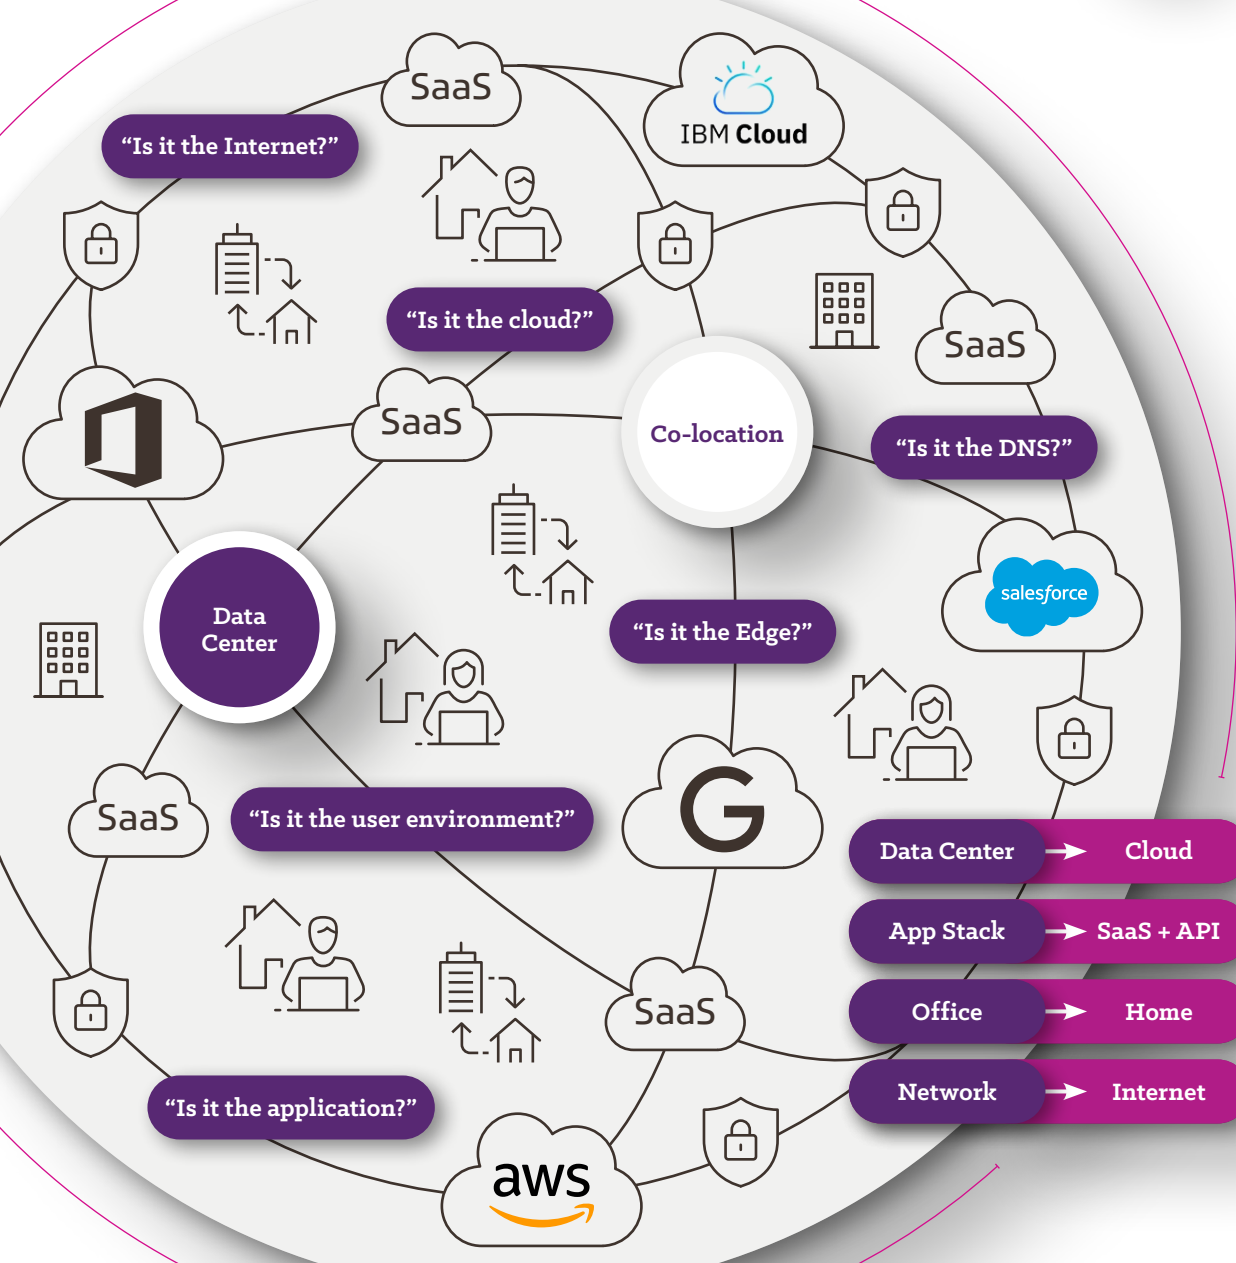 SaaS
IBM Cloud
“Is it the Internet?”
“Is it the cloud?”
SaaS
SaaS
Co-location
“Is it the DNS?”
salesforce
Data
Center
“Is it the Edge?”
SaaS
“Is it the user environment?”
G
Data Center
Cloud
App Stack
SaaS + API
Office
Home
SaaS
Network
Internet
“Is it the application?”
aws